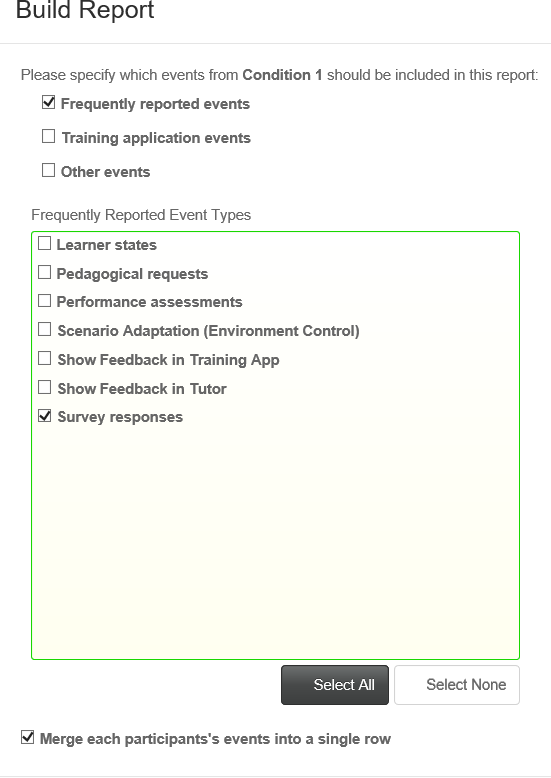 Build Report
Please specify which events from Condition 1 should be included in this report:
Frequently reported events
Training application events
Other events
Frequently Reported Event Types
Learner states
Pedagogical requests
Performance assessments
Scenario Adaptation (Environment Control)
Show Feedback in Training App
Show Feedback in Tutor
Survey responses
Select All
Select None
Merge each participants's events into a single row